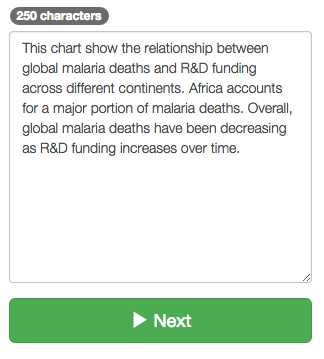 250 characters
This chart show the relationship between
global malaria deaths and R&D funding
across different continents. Africa accounts
for a major portion of malaria deaths. Overall,
global malaria deaths have been decreasing
as R&D funding increases over time.
Next